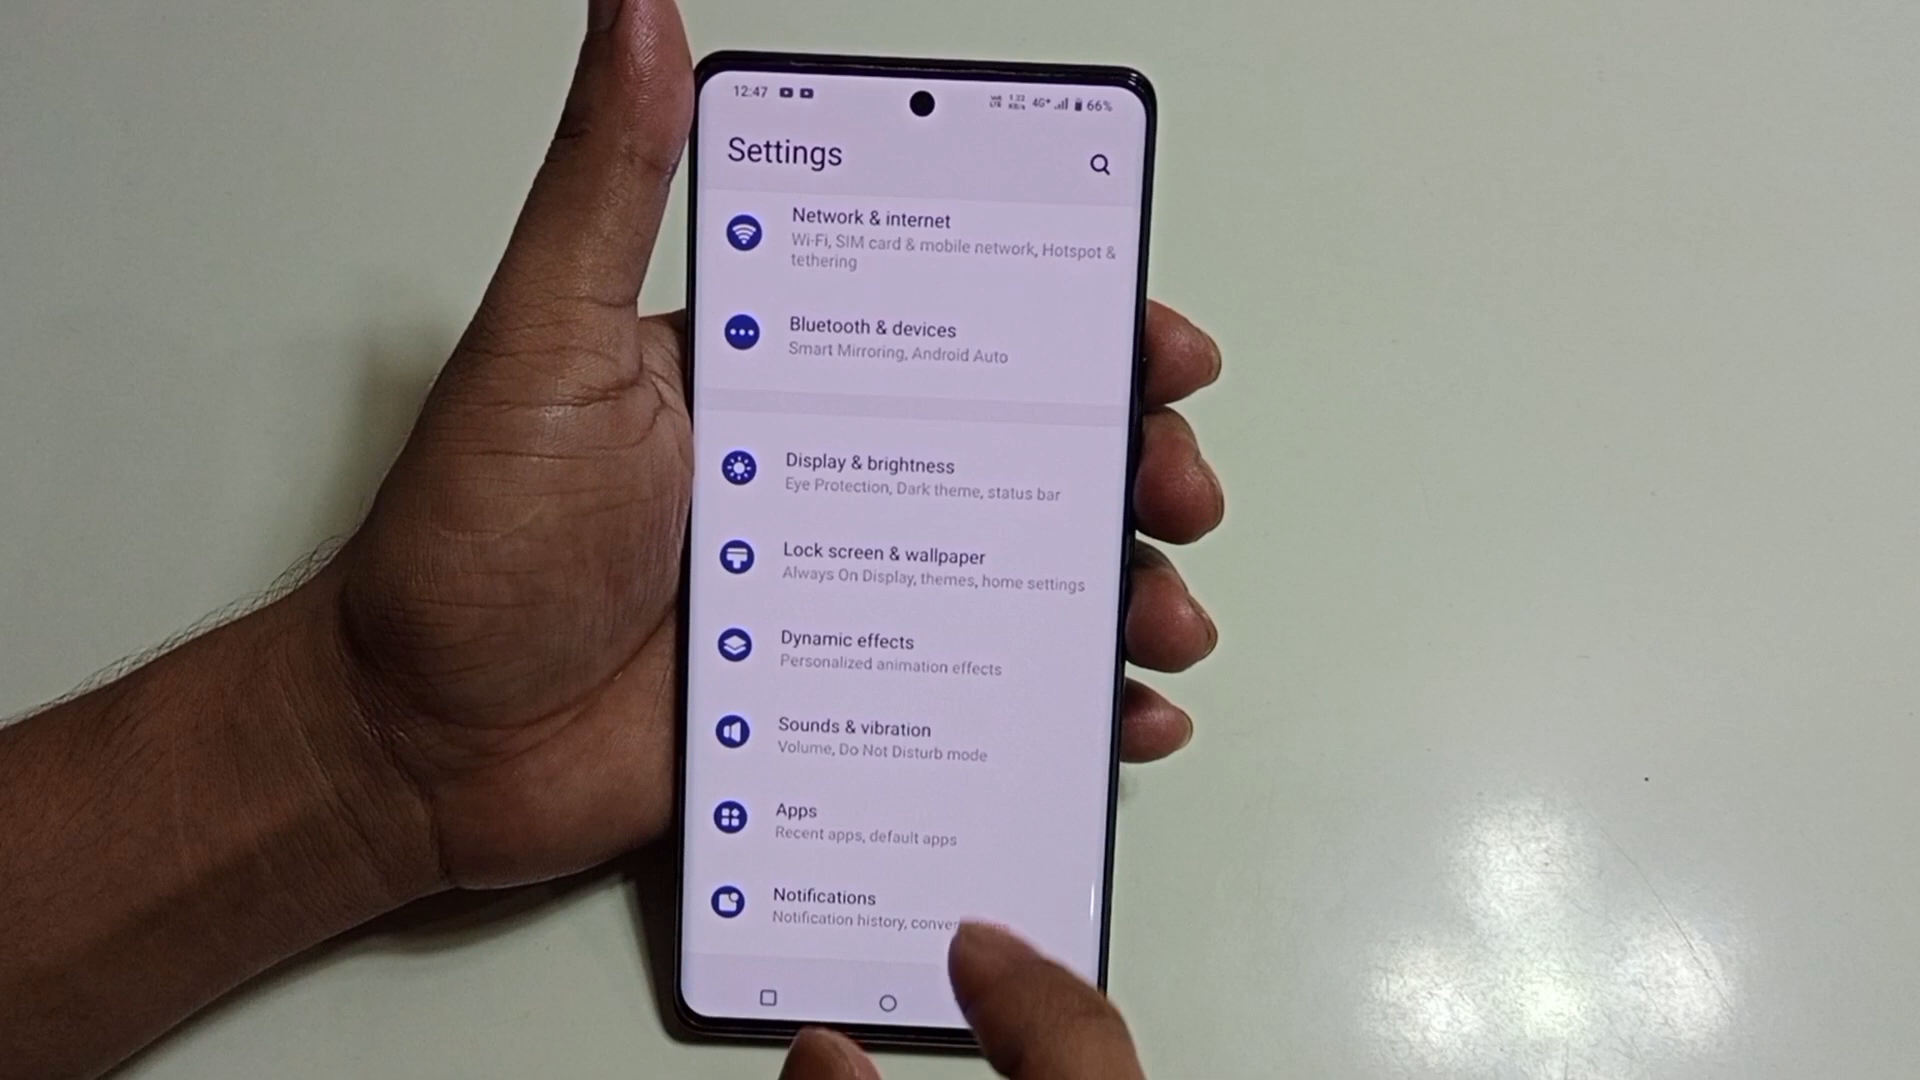 12:47
4G+ 66%
Settings
Network & internet
Wi-Fi, SIM card & mobile network, Hotspot &
tethering
Bluetooth & devices
Smart Mirroring, Android Auto
Display & brightness
Eye Protection, Dark theme, status bar
Lock screen & wallpaper
Always On Display, themes, home settings
Dynamic effects
Personalized animation effects
Sounds & vibration
Volume, Do Not Disturb mode
Apps
Recent apps, default apps
Notifications
Notification history,